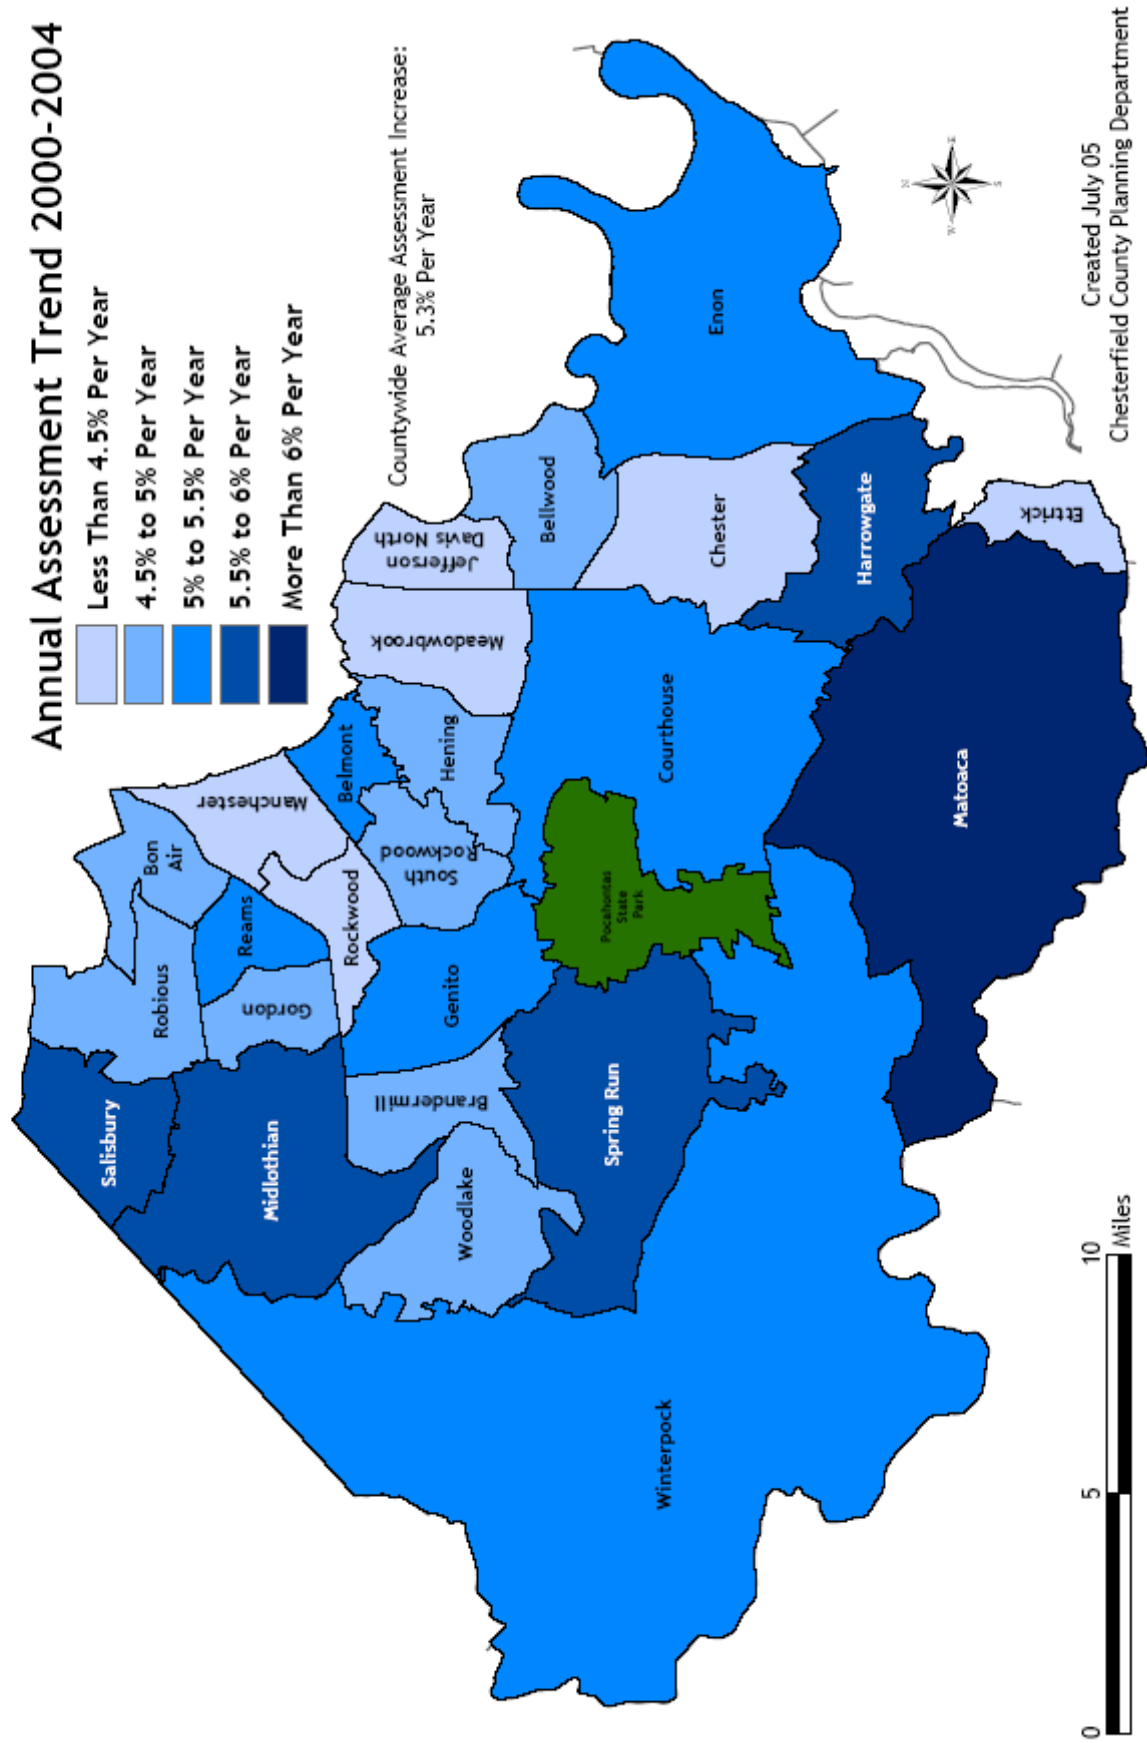 Annual Assessment Trend 2000-2004
Less Than 4.5% Per Year
4.5% to 5% Per Year
5% to 5.5% Per Year
5.5% to 6% Per Year
More Than 6% Per Year
Countywide Average Assessment Increase:
5.3% Per Year
Salisbury
Robious
Bon
Air
Midlothian
Gordon
Reams
Manchester
Rockwood
Belmont
Brandermill
Woodlake
Genito
South
Rockwood
Hening
Meadowbrook
Jefferson
Davis North
Bellwood
Spring Run
Pocahontas
State
Park
Courthouse
Chester
Enon
Winterpock
Harrowgate
Matoaca
Ettrick
N
W
E
S
0
5
10
Miles
Created July 05
Chesterfield County Planning Department